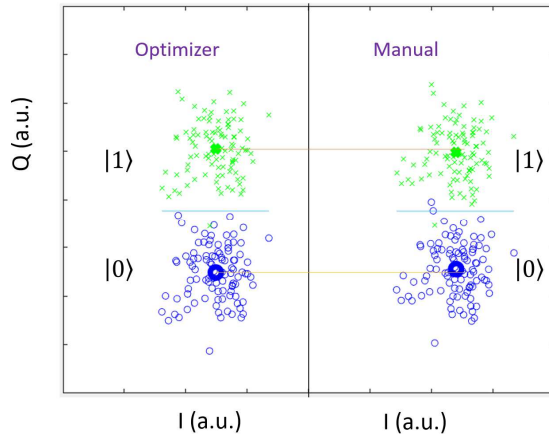 Optimizer Manual
Q (a.u.)
|1⟩ |1⟩
|0⟩ |0⟩
I (a.u.) I (a.u.)